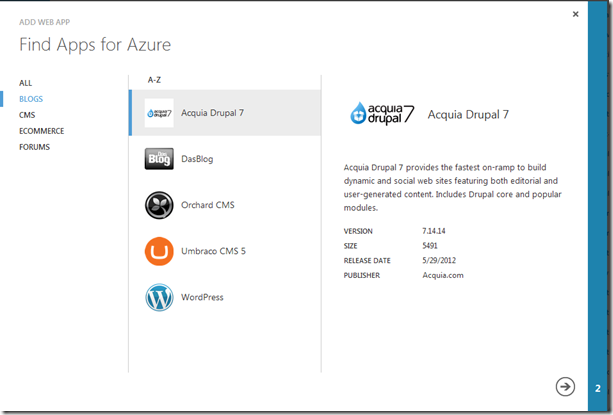 ADD WEB APP
Find Apps for Azure
ALL
BLOGS
CMS
ECOMMERCE
FORUMS
A-Z
acquia drupal 7
Acquia Drupal 7
Das Blog
DasBlog
Orchard CMS
Umbraco CMS 5
WordPress
acquia drupal 7
Acquia Drupal 7
Acquia Drupal 7 provides the fastest on-ramp to build
dynamic and social web sites featuring both editorial and
user-generated content. Includes Drupal core and popular
modules.
VERSION 7.14.14
SIZE 5491
RELEASE DATE 5/29/2012
PUBLISHER Acquia.com
2